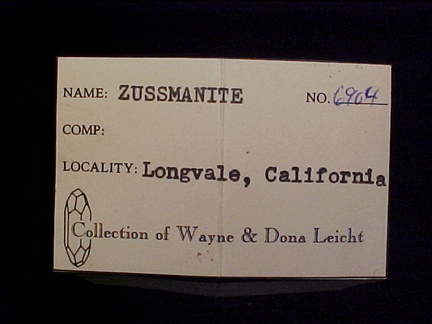 NAME: ZUSSMANITE NO. 6904
COMP:
LOCALITY: Longvale, California
Collection of Wayne & Dona Leicht